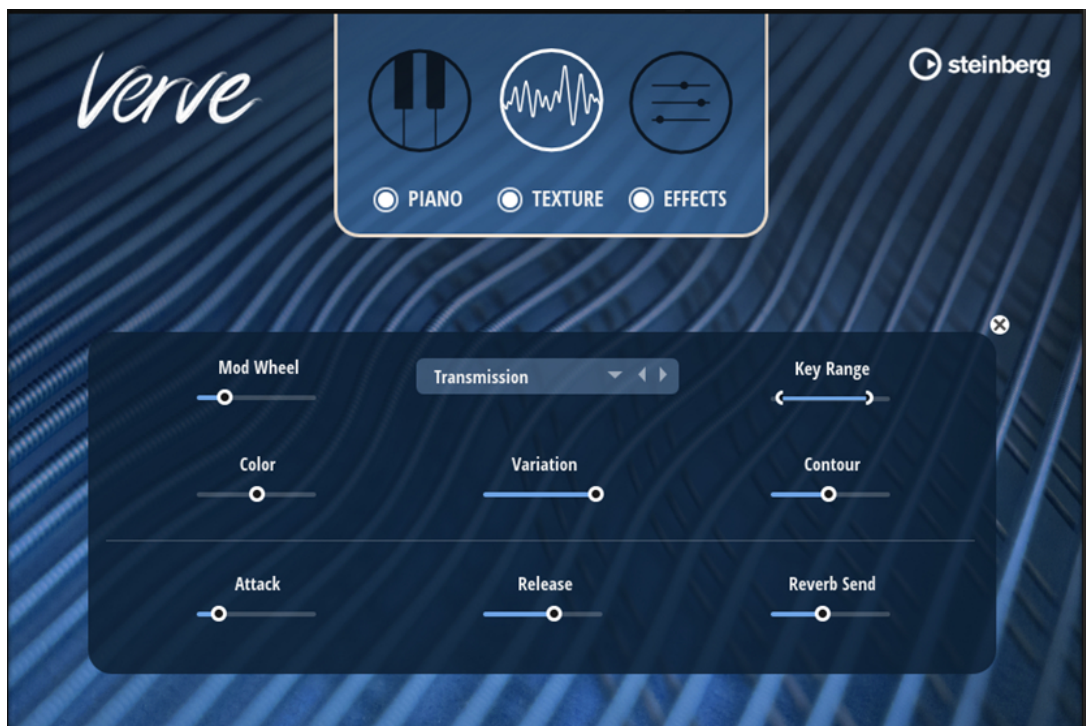 Verve
steinberg
PIANO TEXTURE EFFECTS
Mod Wheel Transmission Key Range
Color Variation Contour
Attack Release Reverb Send